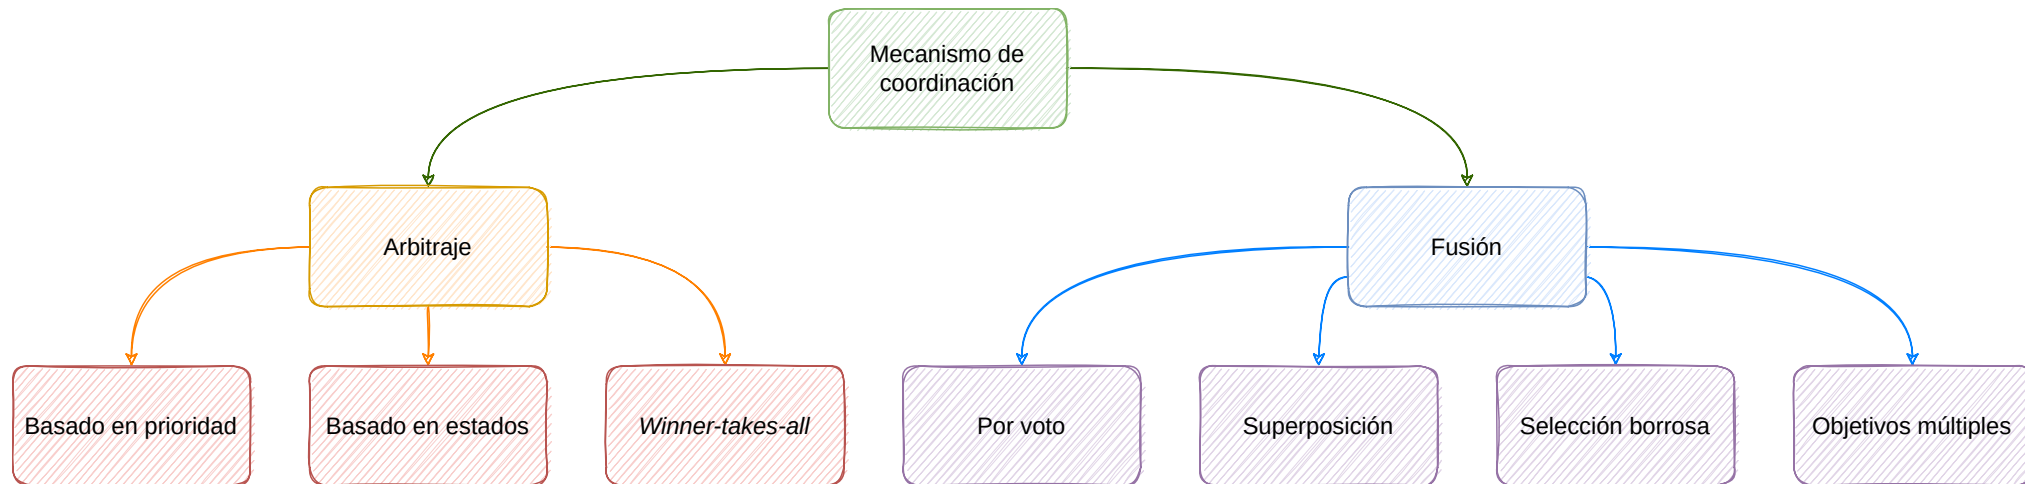 Mecanismo de
coordinación
Arbitraje
Fusión
Basado en prioridad
Basado en estados
Winner-takes-all
Por voto
Superposición
Selección borrosa
Objetivos múltiples